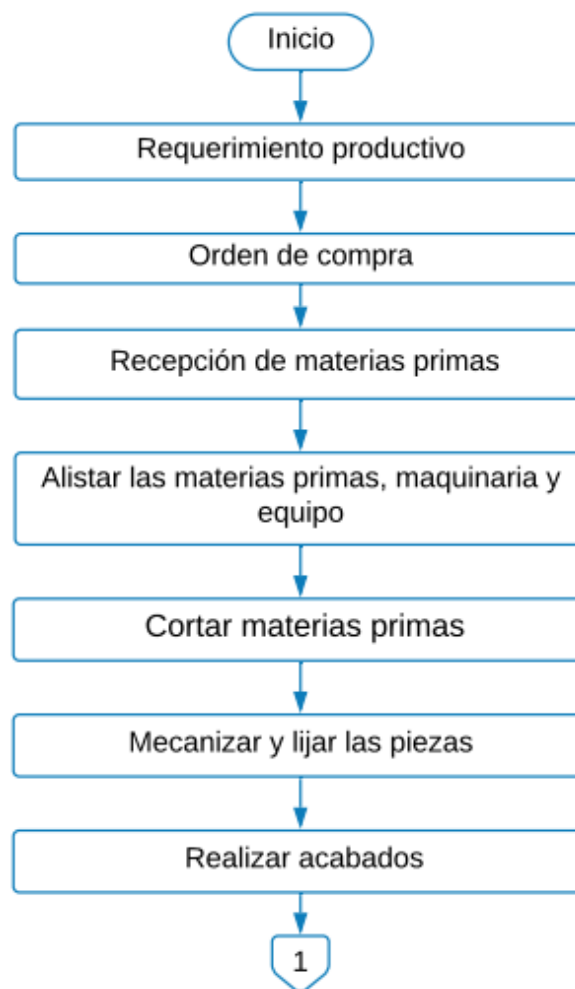 Inicio
Requerimiento productivo
Orden de compra
Recepción de materias primas
Alistar las materias primas, maquinaria y
equipo
Cortar materias primas
Mecanizar y lijar las piezas
Realizar acabados
1